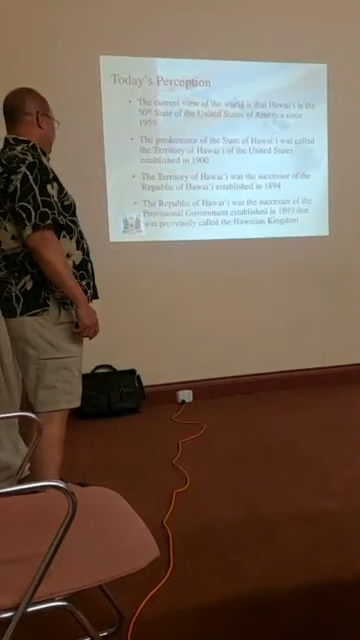 Today's Perception
• The current view of the world is that Hawai'i is the
50th State of the United States of America since
1959
• The predecessor of the State of Hawai'i was called
the Territory of Hawai'i of the United States
established in 1900
• The Territory of Hawai'i was the successor of the
Republic of Hawai'i established in 1894
• The Republic of Hawai'i was the successor of the
Provisional Government established in 1893 that
was previously called the Hawaiian Kingdom